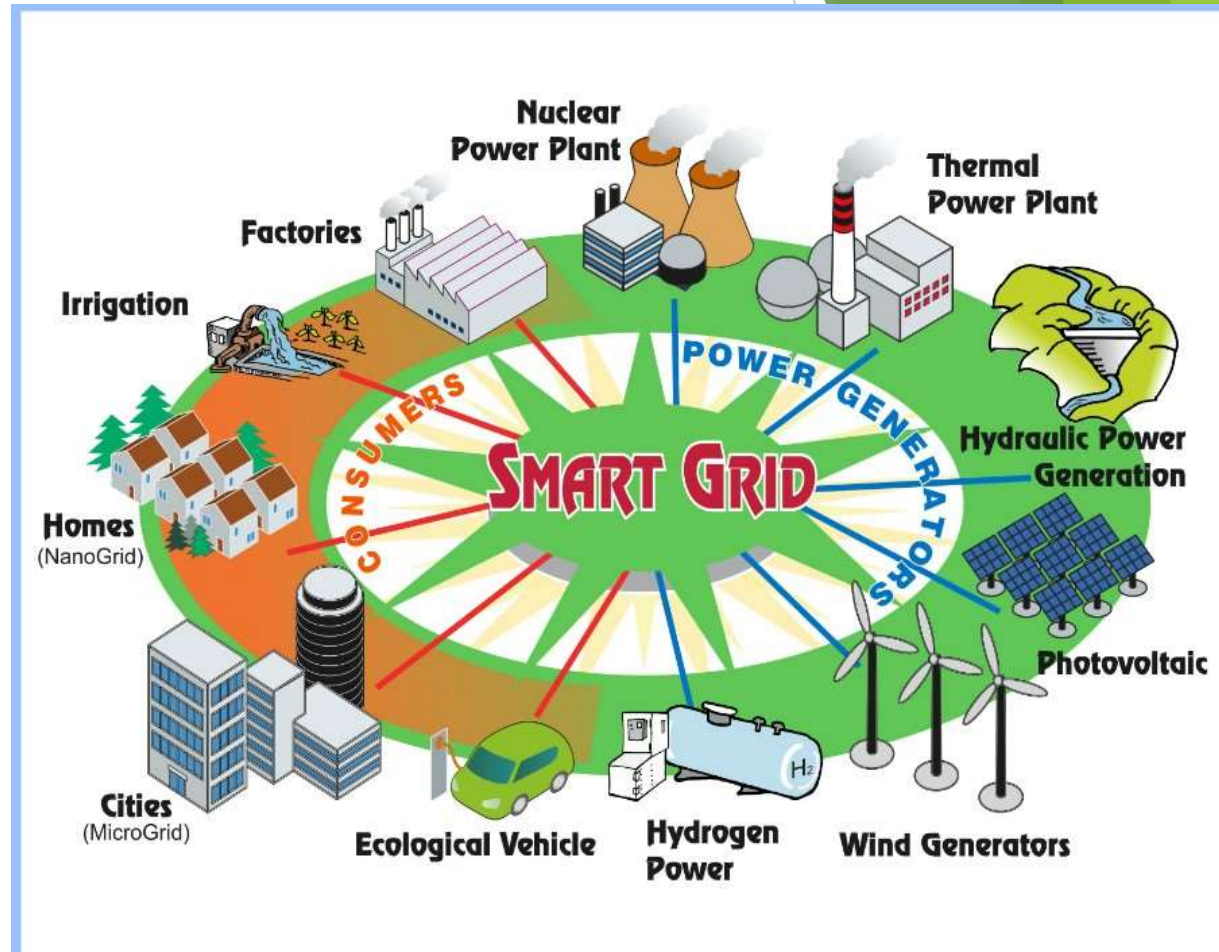 Nuclear
Power Plant
Thermal
Power Plant
Factories
Irrigation
POWER GENERATORS
CONSUMERS
SMART GRID
Hydraulic Power
Generation
Homes
(NanoGrid)
Photovoltaic
H2
Cities
(MicroGrid)
Ecological Vehicle
Hydrogen
Power
Wind Generators